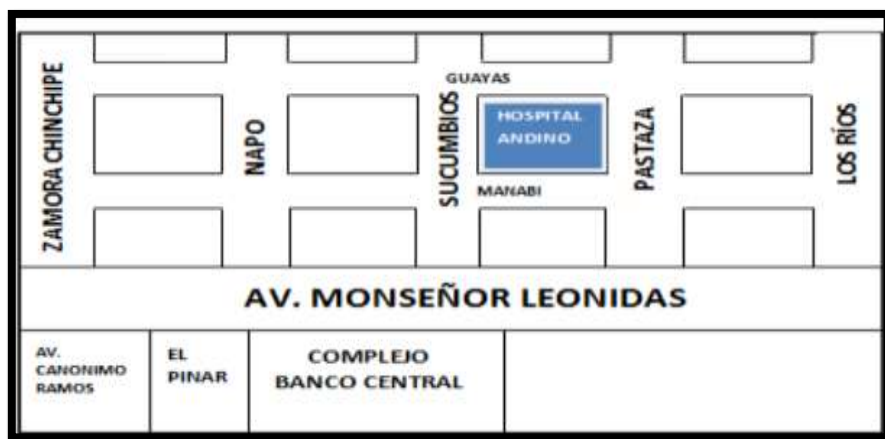 GUAYAS
ZAMORA CHINCHIPE
NAPO
SUCUMBIOS
HOSPITAL
ANDINO
PASTAZA
LOS RÍOS
MANABI
AV. MONSEÑOR LEONIDAS
AV.
CANONIMO
RAMOS
EL
PINAR
COMPLEJO
BANCO CENTRAL